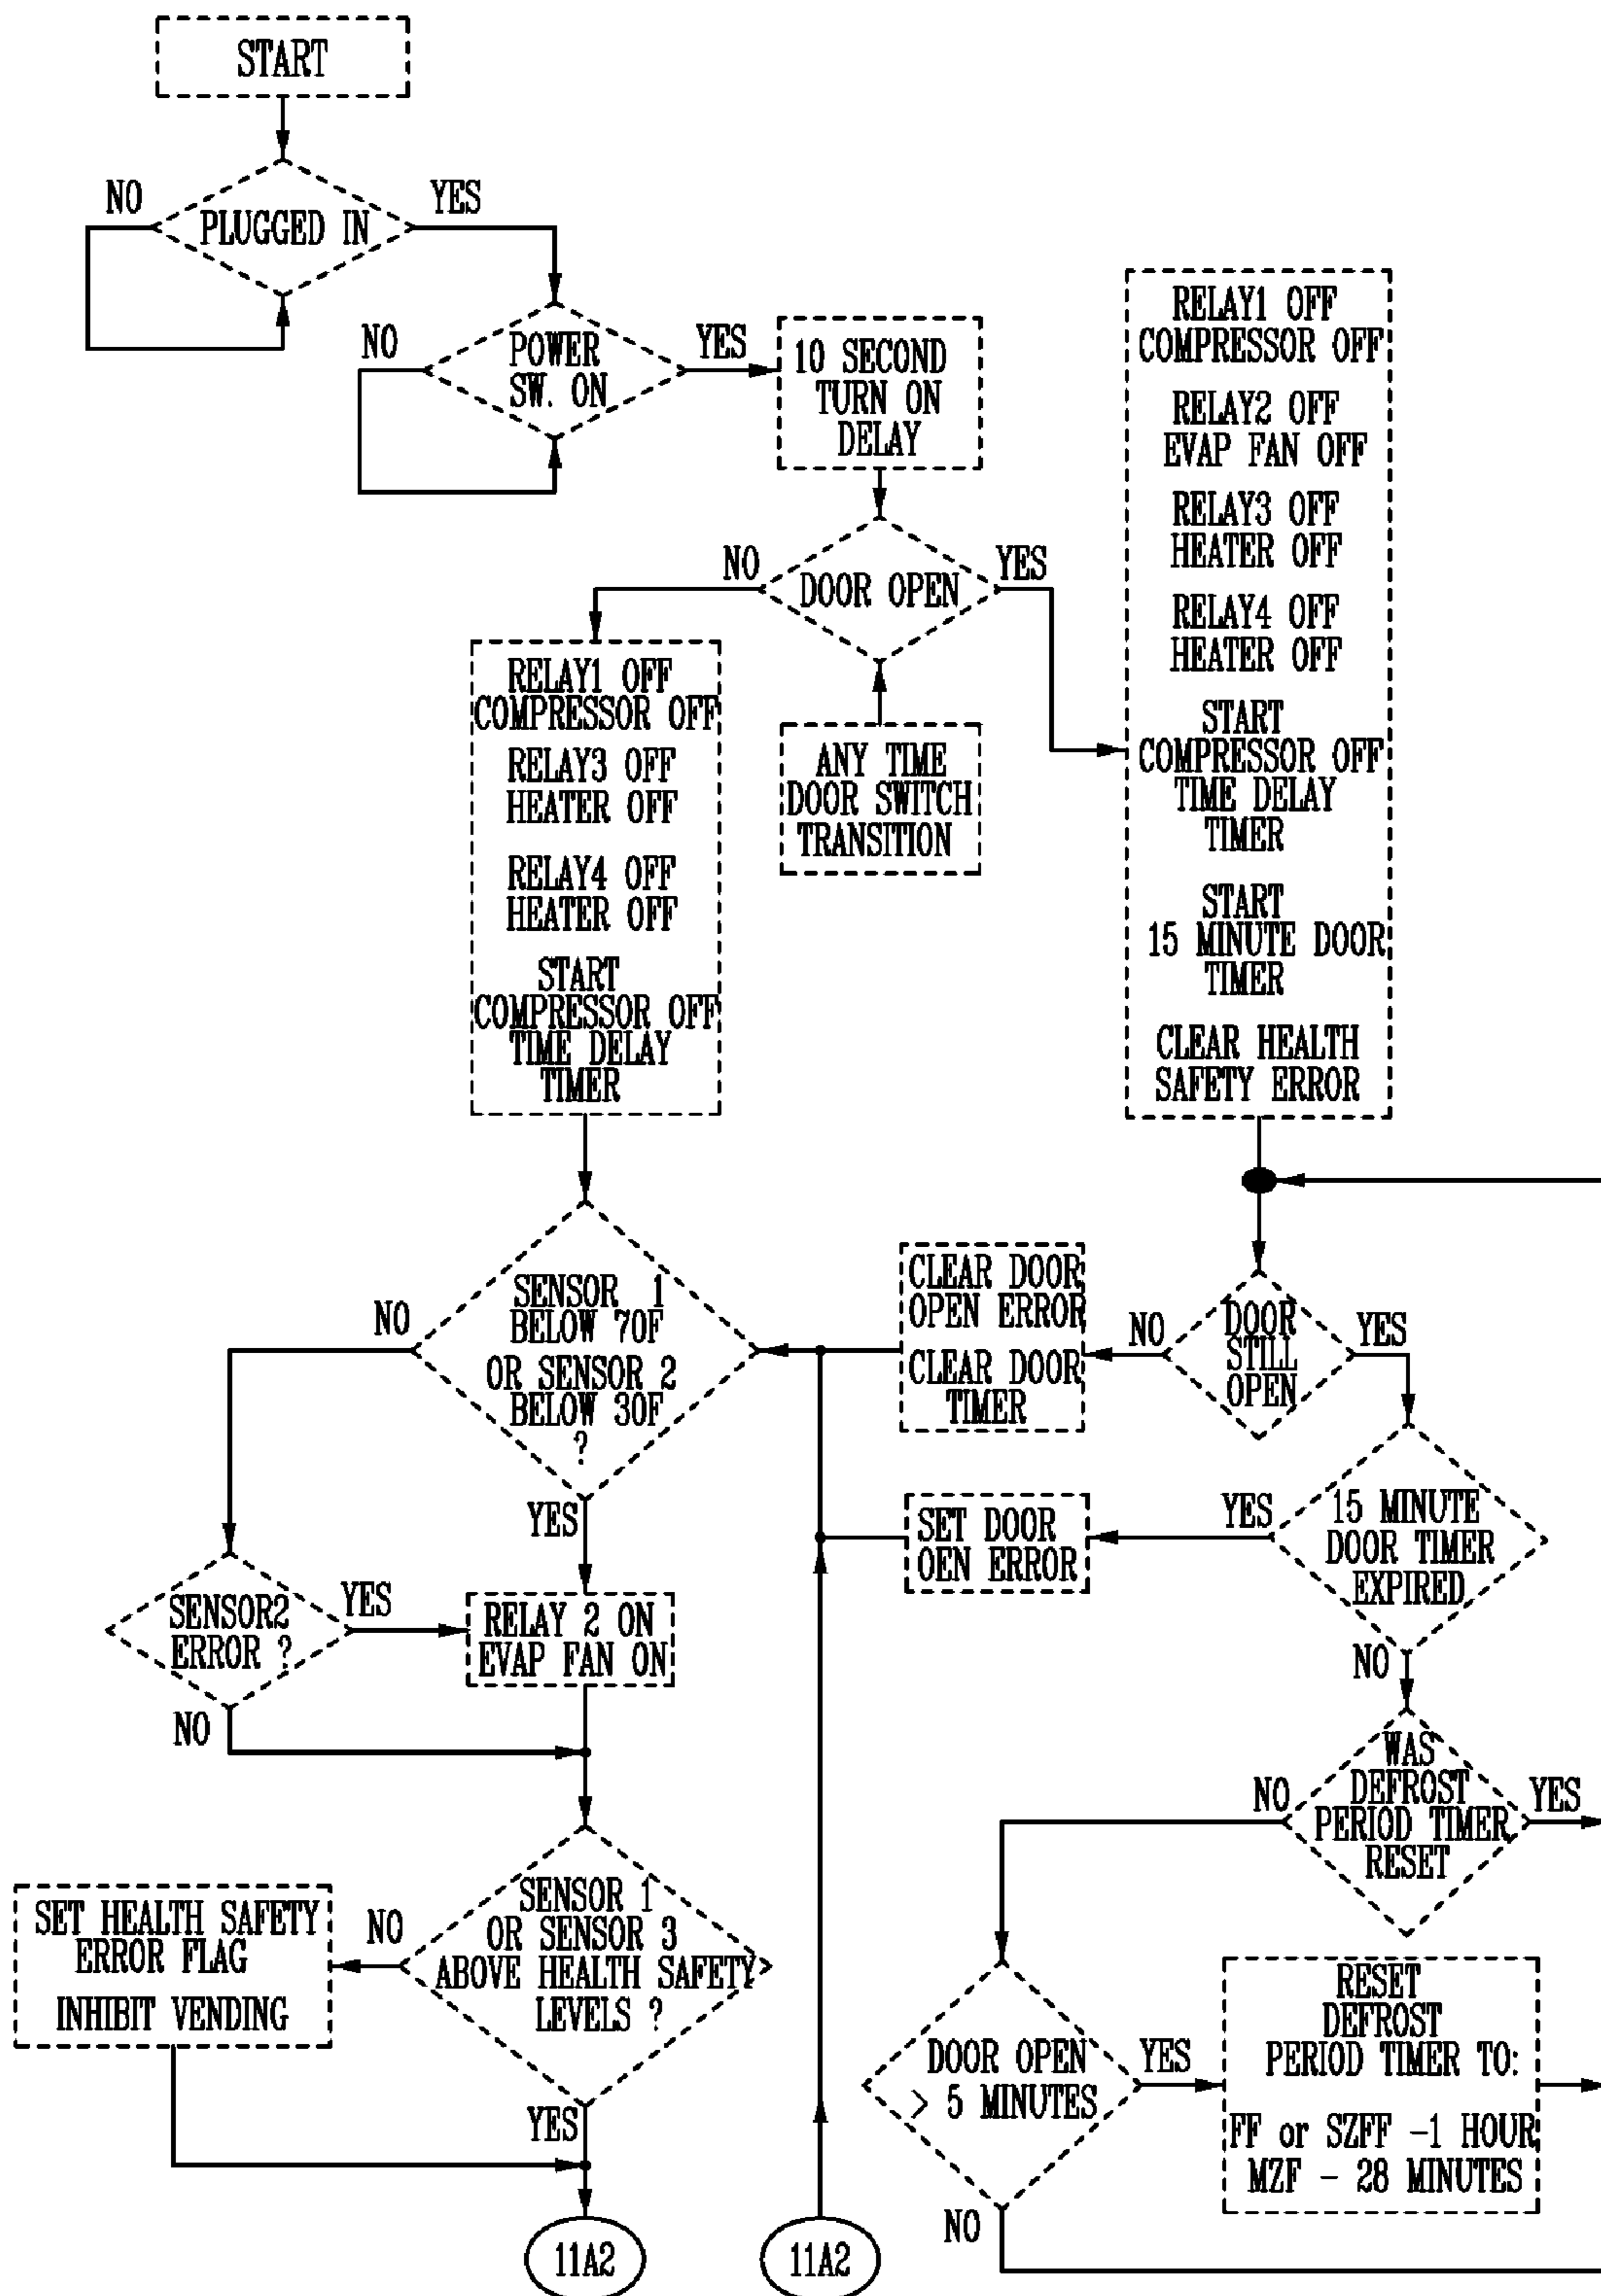 START
NO
YES
PLUGGED IN
NO
POWER
SW. ON
YES
10 SECOND
TURN ON
DELAY
NO
DOOR OPEN
YES
ANY TIME
DOOR SWITCH
TRANSITION
RELAY1 OFF
COMPRESSOR OFF
RELAY2 OFF
EVAP FAN OFF
RELAY3 OFF
HEATER OFF
RELAY4 OFF
HEATER OFF
START
COMPRESSOR OFF
TIME DELAY
TIMER
START
15 MINUTE DOOR
TIMER
CLEAR HEALTH
SAFETY ERROR
RELAY1 OFF
COMPRESSOR OFF
RELAY3 OFF
HEATER OFF
RELAY4 OFF
HEATER OFF
START
COMPRESSOR OFF
TIME DELAY
TIMER
NO
SENSOR 1
BELOW 70F
OR SENSOR 2
BELOW 30F
?
YES
CLEAR DOOR
OPEN ERROR
CLEAR DOOR
TIMER
NO
DOOR
STILL
OPEN
YES
SET DOOR
OEN ERROR
YES
15 MINUTE
DOOR TIMER
EXPIRED
NO
SENSOR2
ERROR ?
YES
NO
RELAY 2 ON
EVAP FAN ON
NO
WAS
DEFROST
PERIOD TIMER
RESET
YES
SET HEALTH SAFETY
ERROR FLAG
INHIBIT VENDING
NO
SENSOR 1
OR SENSOR 3
ABOVE HEALTH SAFETY
LEVELS ?
YES
DOOR OPEN
> 5 MINUTES
YES
NO
RESET
DEFROST
PERIOD TIMER TO:
FF or SZFF -1 HOUR
MZF - 28 MINUTES
11A2
11A2